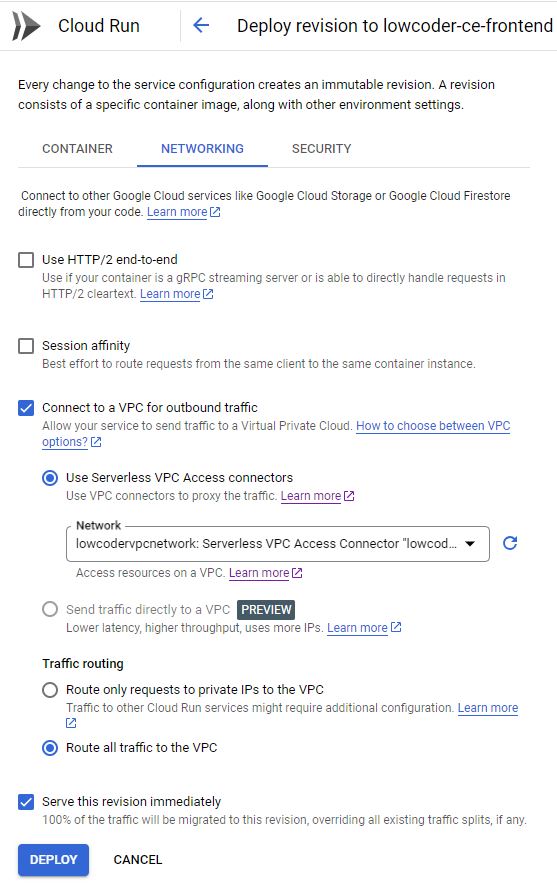 Cloud Run
Deploy revision to lowcoder-ce-frontend
Every change to the service configuration creates an immutable revision. A revision
consists of a specific container image, along with other environment settings.
CONTAINER NETWORKING SECURITY
Connect to other Google Cloud services like Google Cloud Storage or Google Cloud Firestore
directly from your code. Learn more
Use HTTP/2 end-to-end
Use if your container is a gRPC streaming server or is able to directly handle requests in
HTTP/2 cleartext. Learn more
Session affinity
Best effort to route requests from the same client to the same container instance.
Connect to a VPC for outbound traffic
Allow your service to send traffic to a Virtual Private Cloud. How to choose between VPC
options?
Use Serverless VPC Access connectors
Use VPC connectors to proxy the traffic. Learn more
Network
lowcodervpcnetwork: Serverless VPC Access Connector "lowcod...
Access resources on a VPC. Learn more
Send traffic directly to a VPC PREVIEW
Lower latency, higher throughput, uses more IPs. Learn more
Traffic routing
Route only requests to private IPs to the VPC
Traffic to other Cloud Run services might require additional configuration. Learn more
Route all traffic to the VPC
Serve this revision immediately
100% of the traffic will be migrated to this revision, overriding all existing traffic splits, if any.
DEPLOY CANCEL